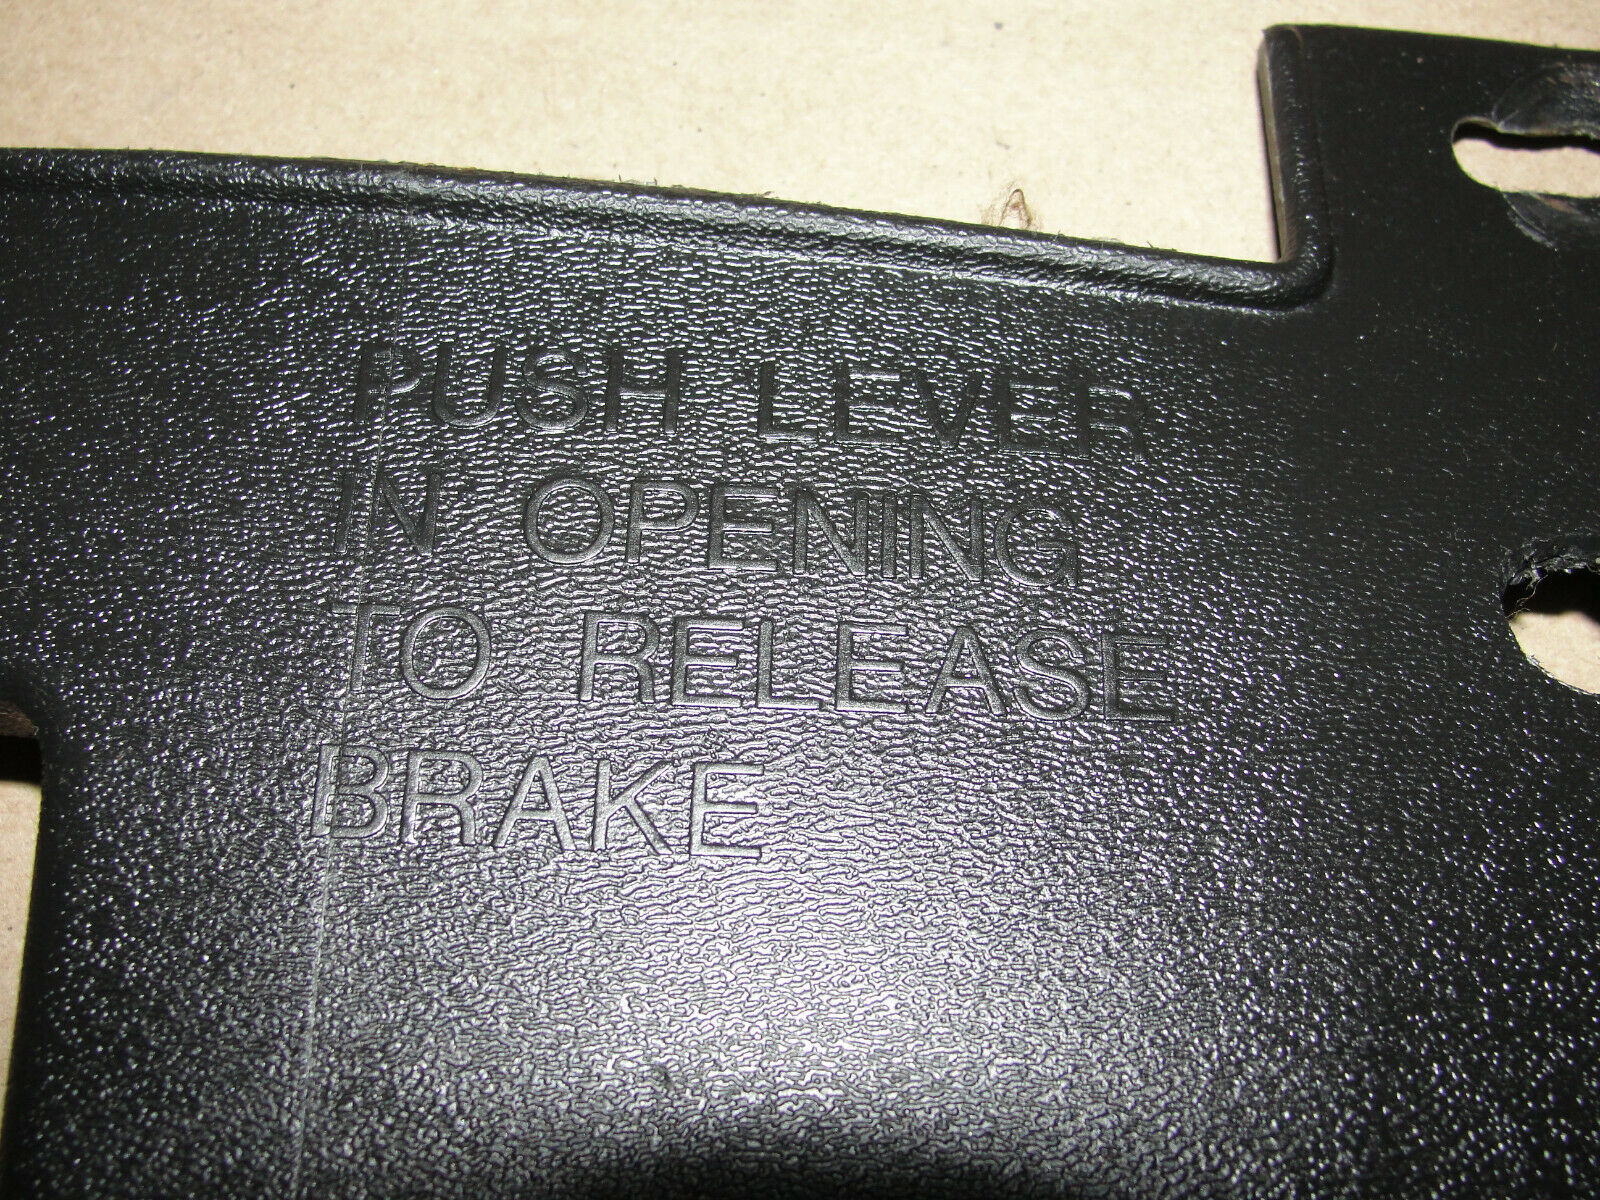 PUSH LEVER
IN OPENING
TO RELEASE
BRAKE